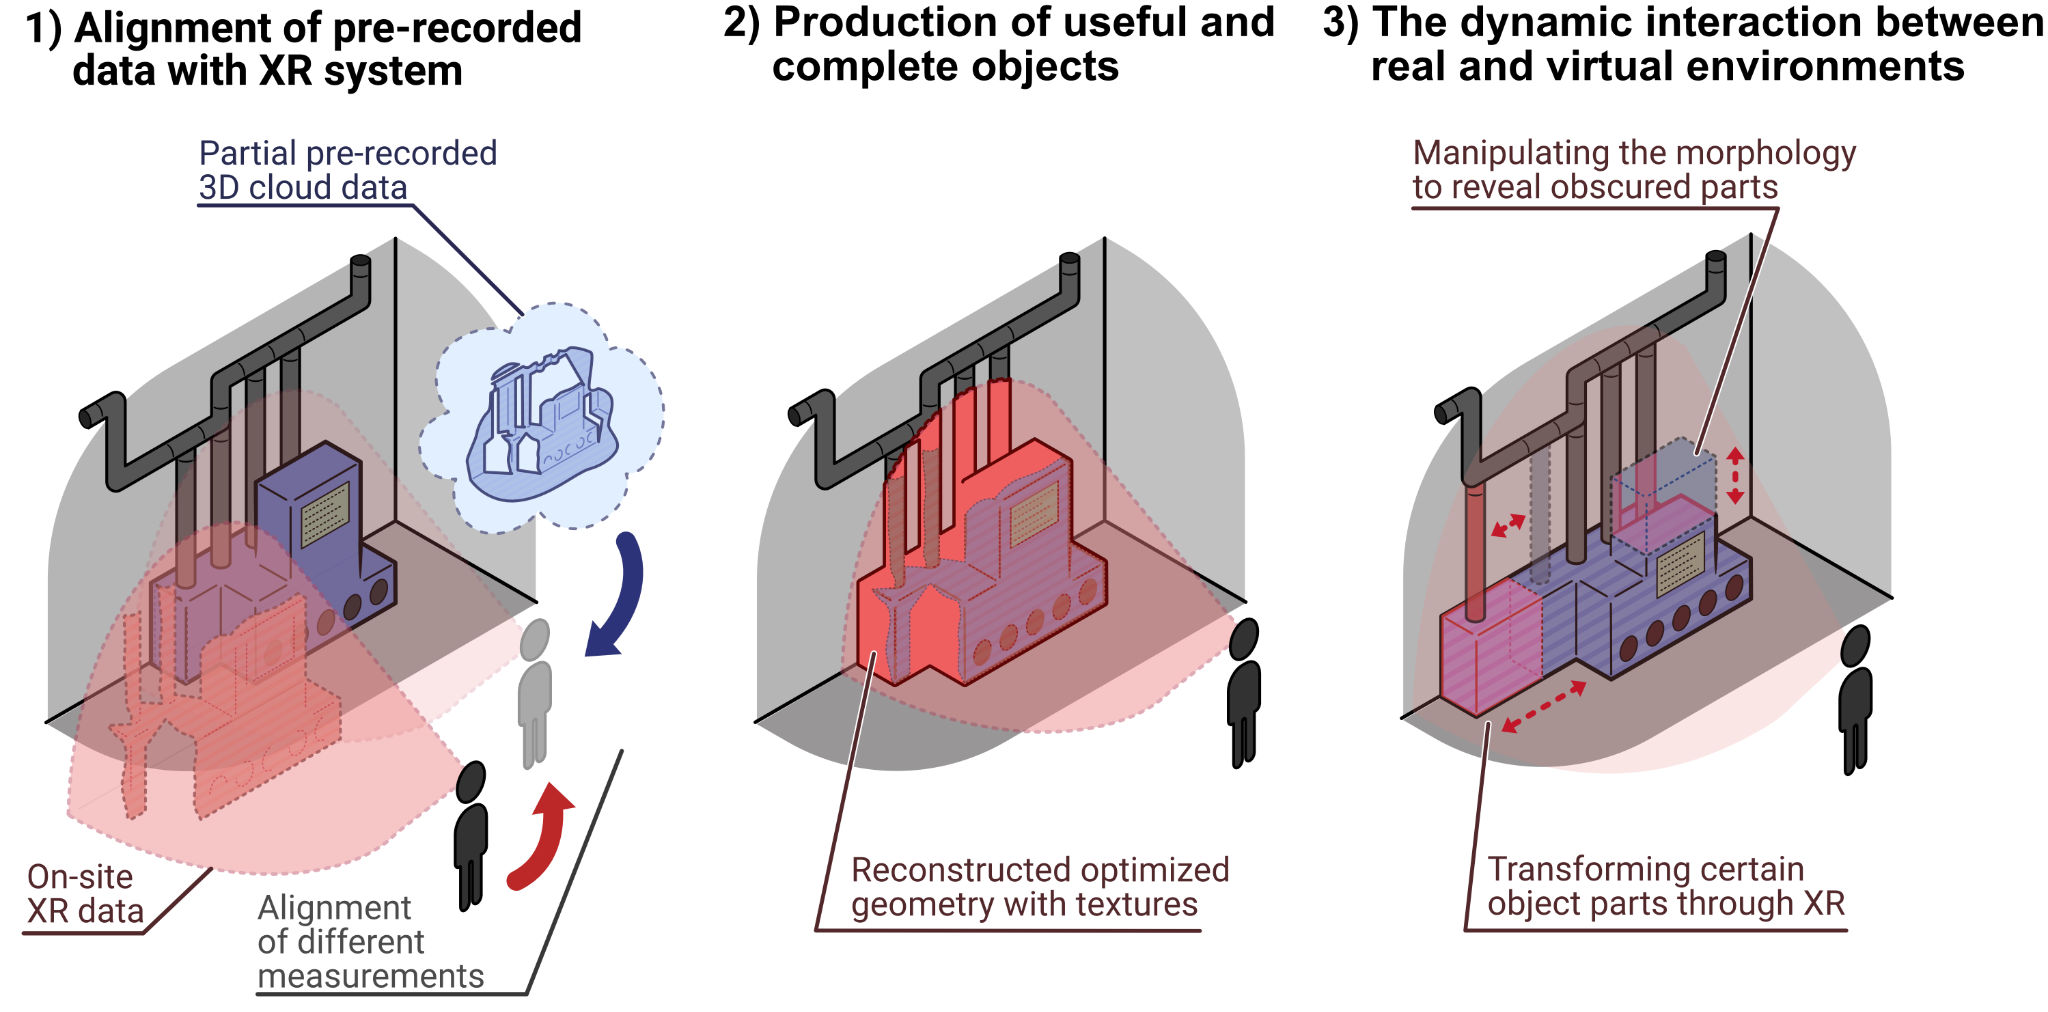 1) Alignment of pre-recorded
data with XR system
Partial pre-recorded
3D cloud data
On-site
XR data
Alignment
of different
measurements
2) Production of useful and
complete objects
Reconstructed optimized
geometry with textures
3) The dynamic interaction between
real and virtual environments
Manipulating the morphology
to reveal obscured parts
Transforming certain
object parts through XR